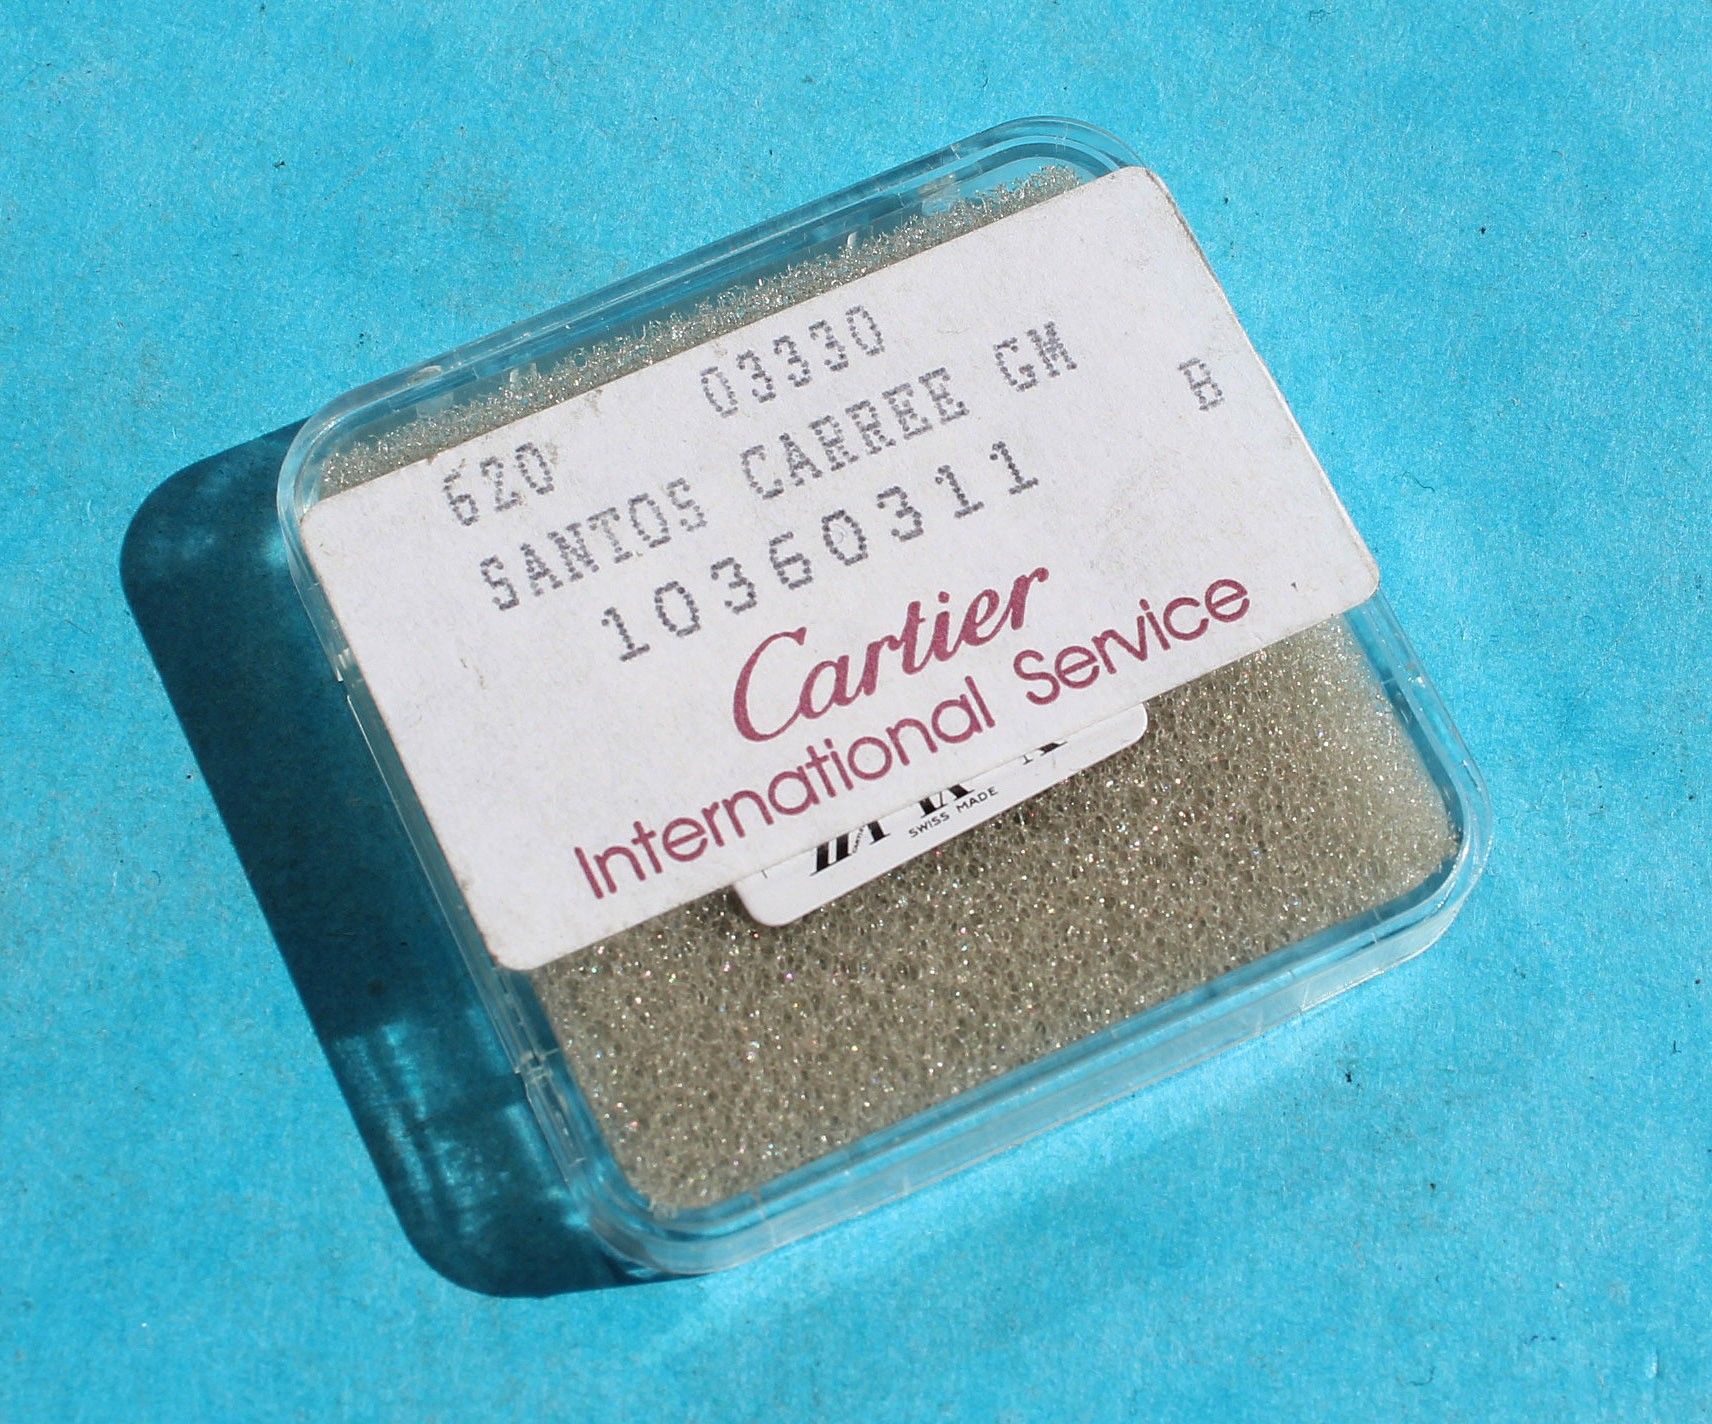 620 03330
SANTOS CARREE GM B
10360311
Cartier
International Service
SWISS MADE